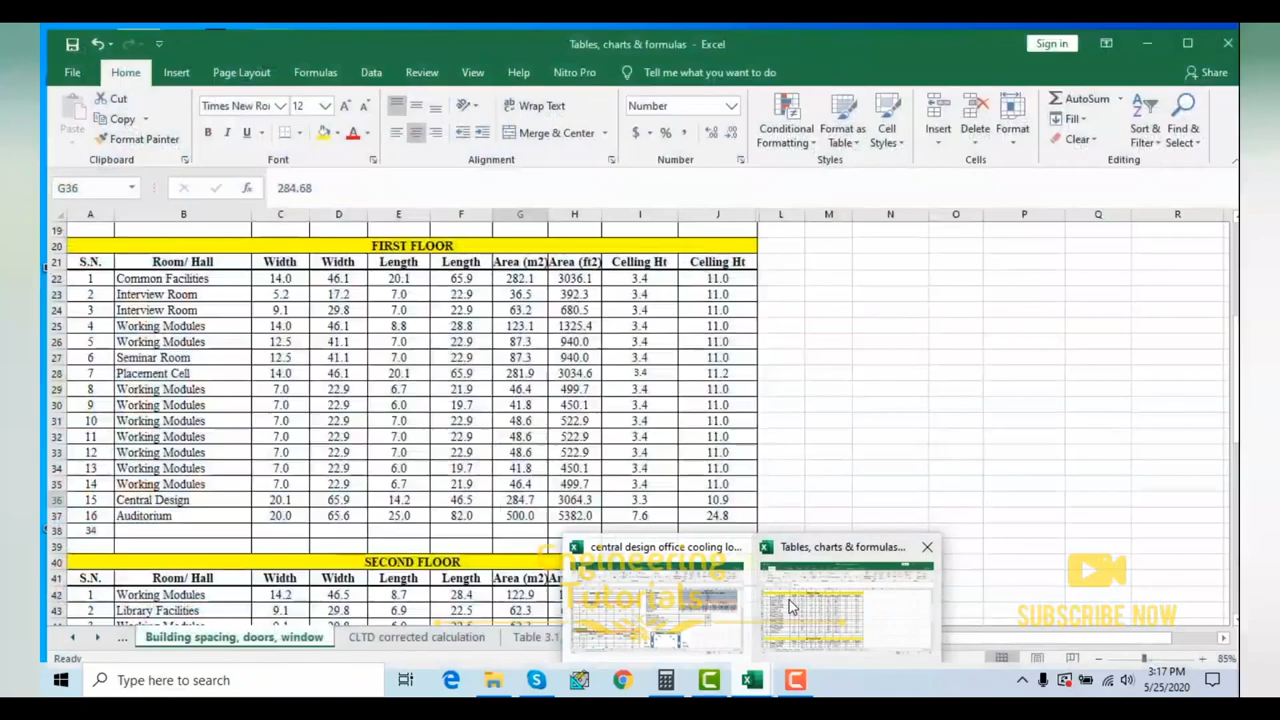 Tables, charts & formulas - Excel
Sign in
File Home Insert Page Layout Formulas Data Review View Help Nitro Pro Tell me what you want to do Share
Paste Cut Copy Format Painter Clipboard
Times New Roi 12 B I U Font
Wrap Text Merge & Center Alignment
Number $ % , Number
Conditional Formatting Format as Table Cell Styles Styles
Insert Delete Format Cells
AutoSum Fill Clear Sort & Filter Find & Select Editing
G36 fx 284.68
A B C D E F G H I J L M N O P Q R
19
20 FIRST FLOOR
21 S.N. Room/ Hall Width Width Length Length Area (m2) Area (ft2) Celling Ht Celling Ht
22 1 Common Facilities 14.0 46.1 20.1 65.9 282.1 3036.1 3.4 11.0
23 2 Interview Room 5.2 17.2 7.0 22.9 36.5 392.3 3.4 11.0
24 3 Interview Room 9.1 29.8 7.0 22.9 63.2 680.5 3.4 11.0
25 4 Working Modules 14.0 46.1 8.8 28.8 123.1 1325.4 3.4 11.0
26 5 Working Modules 12.5 41.1 7.0 22.9 87.3 940.0 3.4 11.0
27 6 Seminar Room 12.5 41.1 7.0 22.9 87.3 940.0 3.4 11.0
28 7 Placement Cell 14.0 46.1 20.1 65.9 281.9 3034.6 3.4 11.2
29 8 Working Modules 7.0 22.9 6.7 21.9 46.4 499.7 3.4 11.0
30 9 Working Modules 7.0 22.9 6.0 19.7 41.8 450.1 3.4 11.0
31 10 Working Modules 7.0 22.9 7.0 22.9 48.6 522.9 3.4 11.0
32 11 Working Modules 7.0 22.9 7.0 22.9 48.6 522.9 3.4 11.0
33 12 Working Modules 7.0 22.9 7.0 22.9 48.6 522.9 3.4 11.0
34 13 Working Modules 7.0 22.9 6.0 19.7 41.8 450.1 3.4 11.0
35 14 Working Modules 7.0 22.9 6.7 21.9 46.4 499.7 3.4 11.0
36 15 Central Design 20.1 65.9 14.2 46.5 284.7 3064.3 3.3 10.9
37 16 Auditorium 20.0 65.6 25.0 82.0 500.0 5382.0 7.6 24.8
38 34
39
40 SECOND FLOOR
41 S.N. Room/ Hall Width Width Length Length Area (m2)
42 1 Working Modules 14.2 46.5 8.7 28.4 122.9
43 2 Library Facilities 9.1 29.8 6.9 22.5 62.3
central design office cooling lo...
Tables, charts & formulas...
Engineering
Tutorials
SUBSCRIBE NOW
... Building spacing, doors, window CLTD corrected calculation Table 3.1
Ready 85%
Type here to search
3:17 PM
5/25/2020